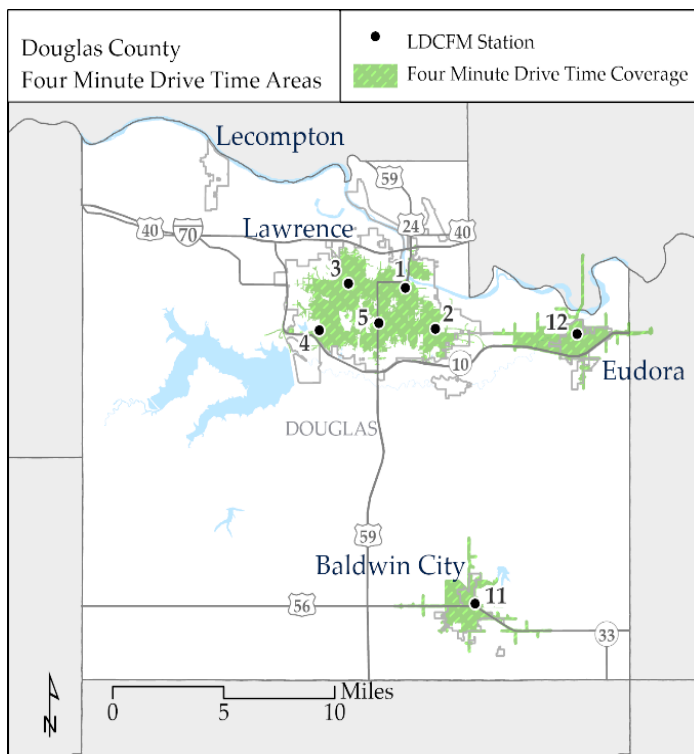 Douglas County
Four Minute Drive Time Areas
LDCFM Station
Four Minute Drive Time Coverage
Lecompton
59
24
40
70
Lawrence
40
3
1
5
2
12
4
10
Eudora
DOUGLAS
59
Baldwin City
11
56
33
Miles
0
5
10
N